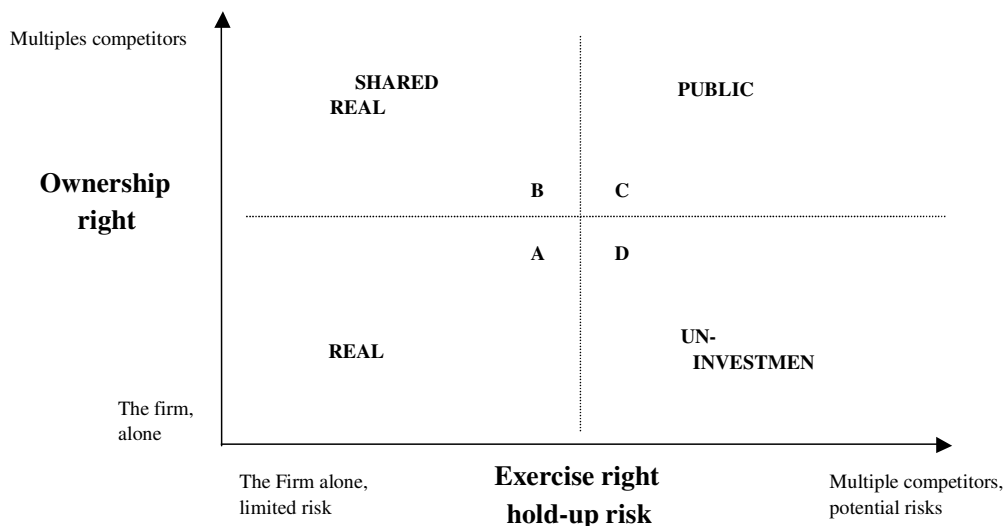 Multiples competitors
SHARED
REAL
PUBLIC
Ownership
right
B
C
A
D
REAL
UN-
INVESTMEN
The firm,
alone
The Firm alone,
limited risk
Exercise right
hold-up risk
Multiple competitors,
potential risks